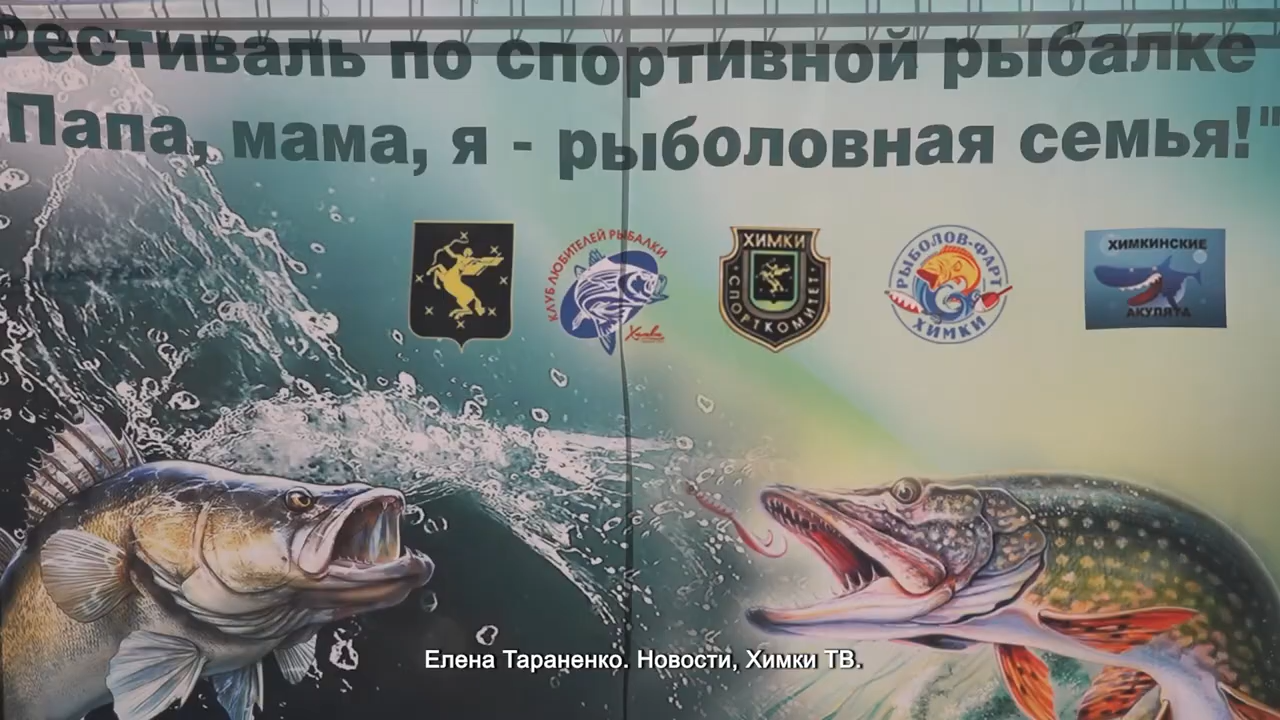 Фестиваль по спортивной рыбалке
Папа, мама, я - рыболовная семья!"
КЛУБ ЛЮБИТЕЛЕЙ РЫБАЛКИ
Химки
ХИМКИ
СПОРТКОМИТЕТ
РЫБОЛОВ-ФАРТ
ХИМКИ
ХИМКИНСКИЕ
АКУЛЯТА
Елена Тараненко. Новости, Химки ТВ.